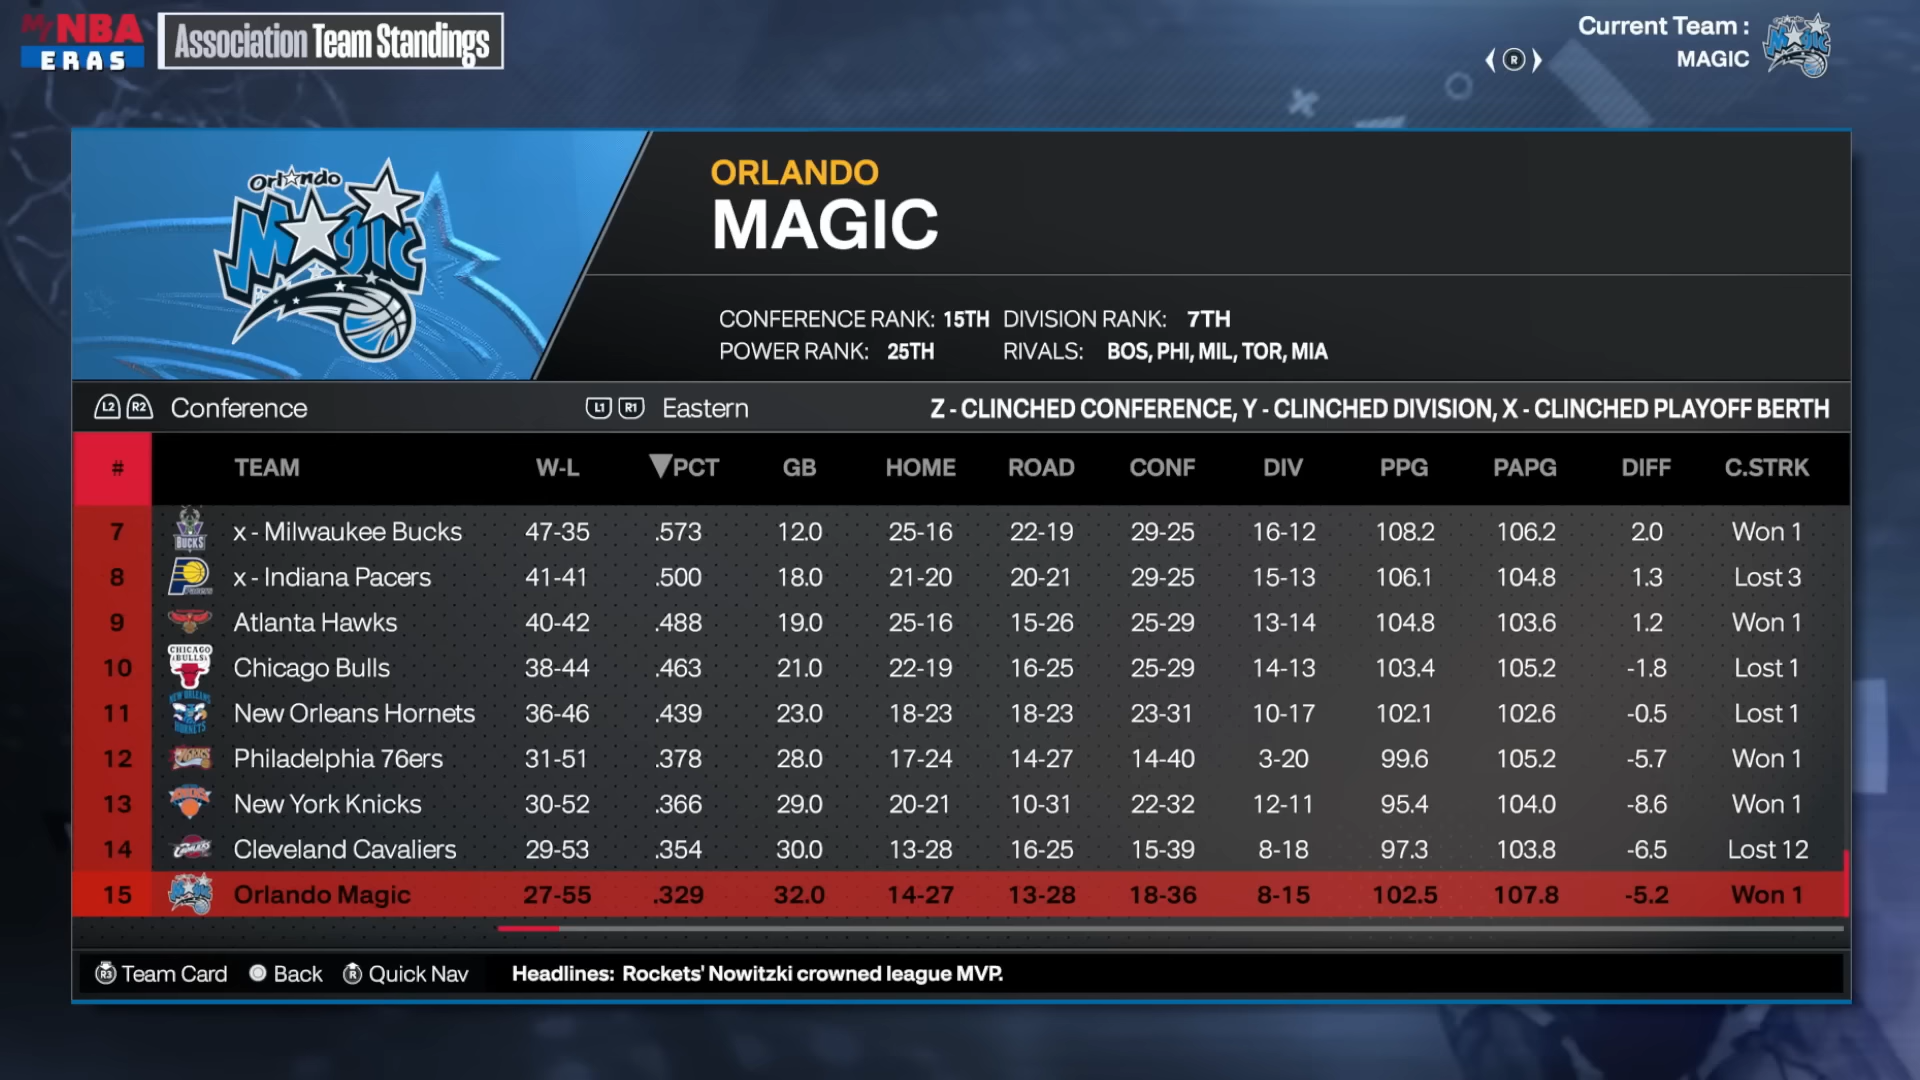 MyNBA
ERAS
Association Team Standings
Current Team :
MAGIC
R
Orlando
Magic
ORLANDO
MAGIC
CONFERENCE RANK: 15TH DIVISION RANK: 7TH
POWER RANK: 25TH RIVALS: BOS, PHI, MIL, TOR, MIA
L2 R2 Conference L1 R1 Eastern Z - CLINCHED CONFERENCE, Y - CLINCHED DIVISION, X - CLINCHED PLAYOFF BERTH
# TEAM W-L ▼PCT GB HOME ROAD CONF DIV PPG PAPG DIFF C.STRK
7 BUCKS x - Milwaukee Bucks 47-35 .573 12.0 25-16 22-19 29-25 16-12 108.2 106.2 2.0 Won 1
8 x - Indiana Pacers 41-41 .500 18.0 21-20 20-21 29-25 15-13 106.1 104.8 1.3 Lost 3
9 Atlanta Hawks 40-42 .488 19.0 25-16 15-26 25-29 13-14 104.8 103.6 1.2 Won 1
10 CHICAGO BULLS Chicago Bulls 38-44 .463 21.0 22-19 16-25 25-29 14-13 103.4 105.2 -1.8 Lost 1
11 NEW ORLEANS HORNETS New Orleans Hornets 36-46 .439 23.0 18-23 18-23 23-31 10-17 102.1 102.6 -0.5 Lost 1
12 Philadelphia 76ers 31-51 .378 28.0 17-24 14-27 14-40 3-20 99.6 105.2 -5.7 Won 1
13 New York Knicks 30-52 .366 29.0 20-21 10-31 22-32 12-11 95.4 104.0 -8.6 Won 1
14 Cleveland Cavaliers 29-53 .354 30.0 13-28 16-25 15-39 8-18 97.3 103.8 -6.5 Lost 12
15 Orlando Magic 27-55 .329 32.0 14-27 13-28 18-36 8-15 102.5 107.8 -5.2 Won 1
R3 Team Card Back R Quick Nav Headlines: Rockets' Nowitzki crowned league MVP.